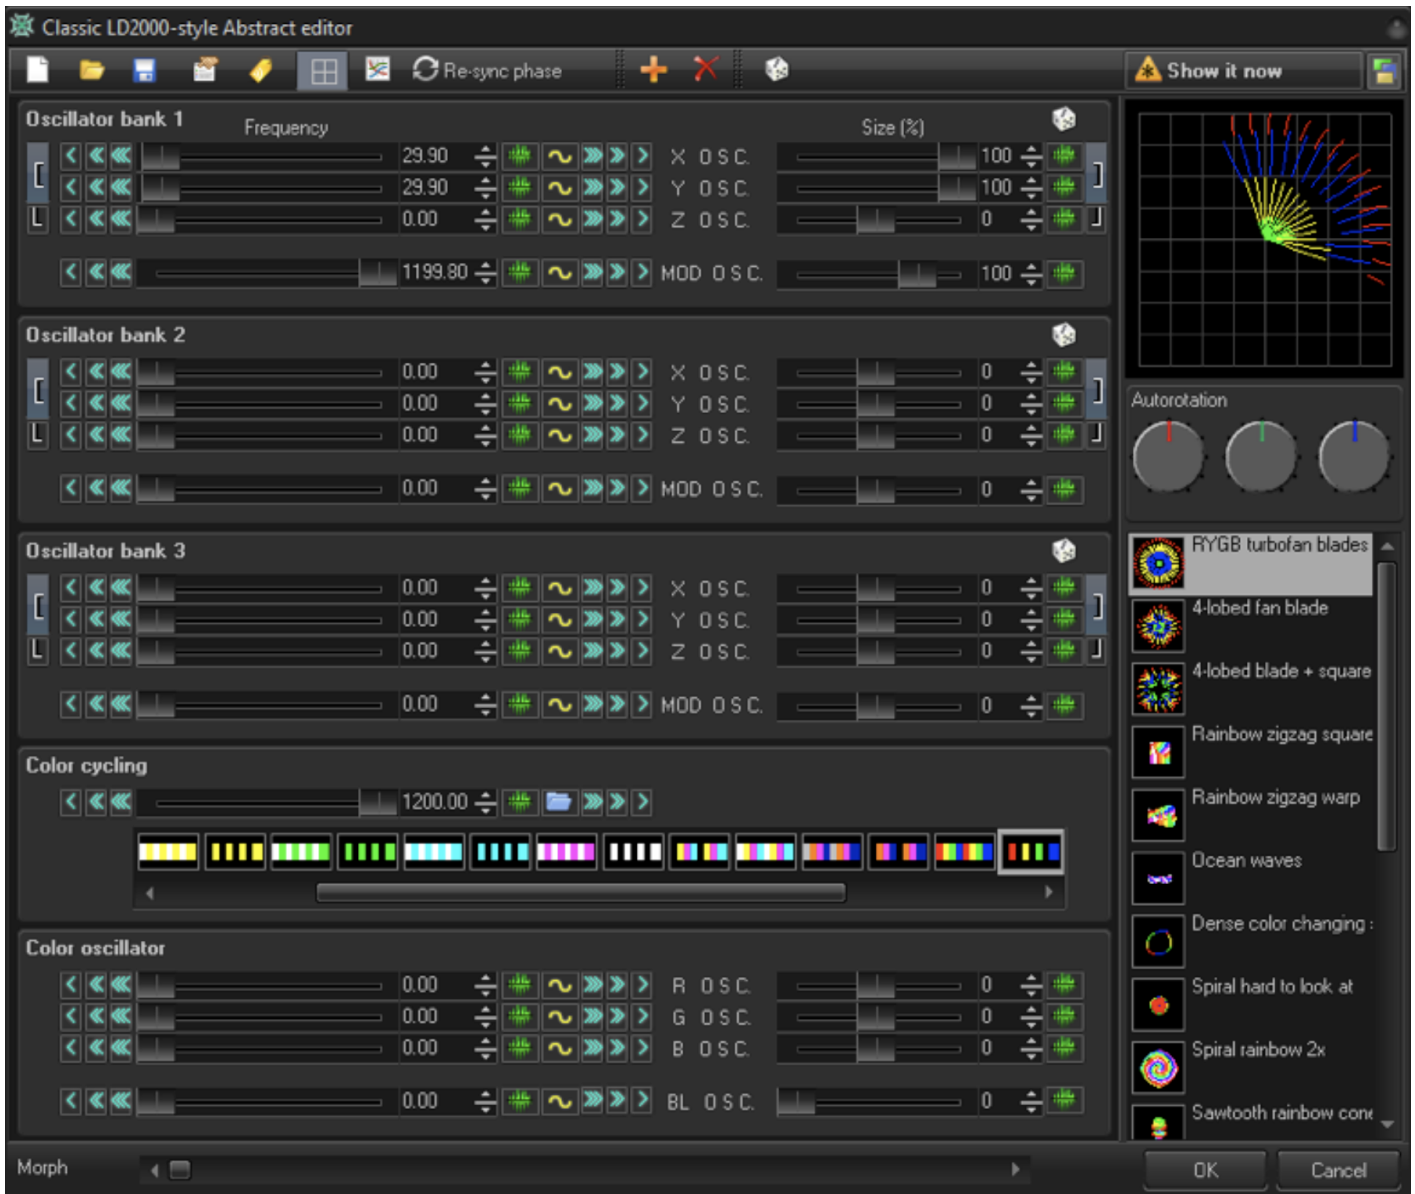 Classic LD2000-style Abstract editor
Re-sync phase
Show it now
Oscillator bank 1
Frequency
Size (%)
29.90 X OSC. 100
29.90 Y OSC. 100
0.00 Z OSC. 0
1199.80 MOD OSC. 100
Oscillator bank 2
0.00 X OSC. 0
0.00 Y OSC. 0
0.00 Z OSC. 0
0.00 MOD OSC. 0
Oscillator bank 3
0.00 X OSC. 0
0.00 Y OSC. 0
0.00 Z OSC. 0
0.00 MOD OSC. 0
Color cycling
1200.00
Color oscillator
0.00 R OSC. 0
0.00 G OSC. 0
0.00 B OSC. 0
0.00 BL OSC. 0
Autorotation
RYGB turbofan blades
4-lobed fan blade
4-lobed blade + square
Rainbow zigzag square
Rainbow zigzag warp
Ocean waves
Dense color changing
Spiral hard to look at
Spiral rainbow 2x
Sawtooth rainbow cone
Morph
OK
Cancel